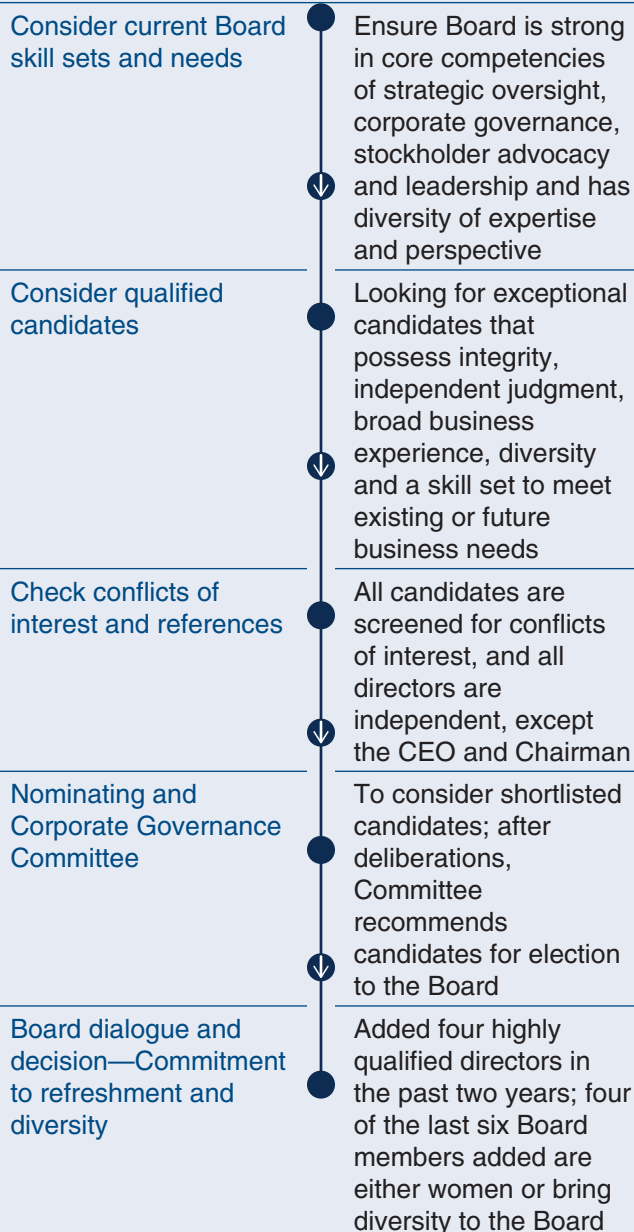 Consider current Board
skill sets and needs
Ensure Board is strong
in core competencies
of strategic oversight,
corporate governance,
stockholder advocacy
and leadership and has
diversity of expertise
and perspective
Consider qualified
candidates
Looking for exceptional
candidates that
possess integrity,
independent judgment,
broad business
experience, diversity
and a skill set to meet
existing or future
business needs
Check conflicts of
interest and references
All candidates are
screened for conflicts
of interest, and all
directors are
independent, except
the CEO and Chairman
Nominating and
Corporate Governance
Committee
To consider shortlisted
candidates; after
deliberations,
Committee
recommends
candidates for election
to the Board
Board dialogue and
decision—Commitment
to refreshment and
diversity
Added four highly
qualified directors in
the past two years; four
of the last six Board
members added are
either women or bring
diversity to the Board